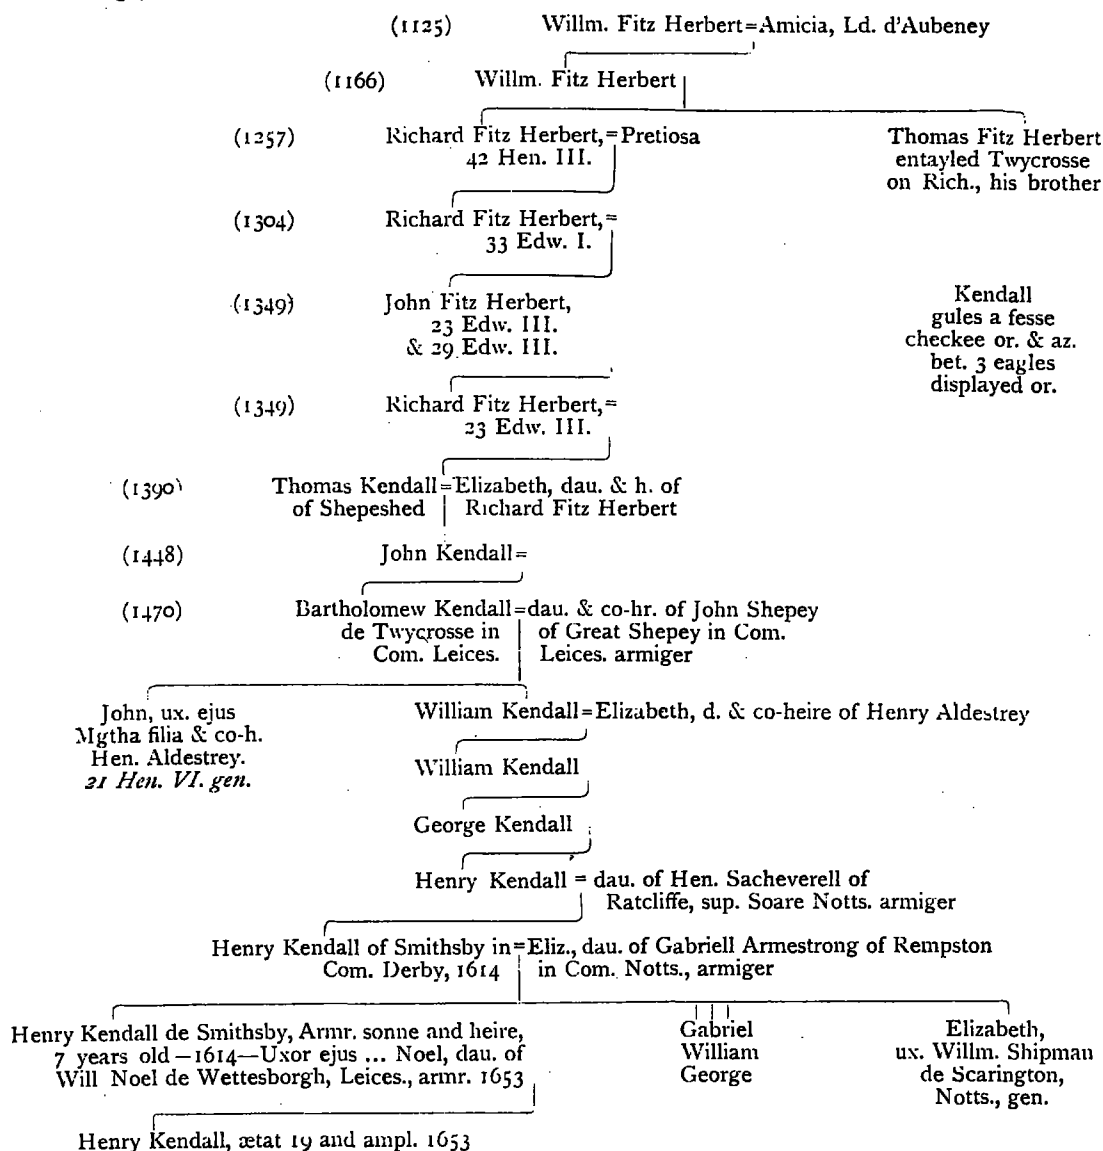 (1125) Willm. Fitz Herbert=Amicia, Ld. d'Aubeney
(1166) Willm. Fitz Herbert
(1257) Richard Fitz Herbert,=Pretiosa
42 Hen. III.
Thomas Fitz Herbert
entayled Twycrosse
on Rich., his brother
(1304) Richard Fitz Herbert,=
33 Edw. I.
(1349) John Fitz Herbert,
23 Edw. III.
& 29 Edw. III.
Kendall
gules a fesse
checkee or. & az.
bet. 3 eagles
displayed or.
(1349) Richard Fitz Herbert,=
23 Edw. III.
(1390) Thomas Kendall=Elizabeth, dau. & h. of
of Shepeshed Richard Fitz Herbert
(1448) John Kendall=
(1470) Bartholomew Kendall=dau. & co-hr. of John Shepey
de Twycrosse in of Great Shepey in Com.
Com. Leices. Leices. armiger
John, ux. ejus
Mgtha filia & co-h.
Hen. Aldestrey.
21 Hen. VI. gen.
William Kendall=Elizabeth, d. & co-heire of Henry Aldestrey
William Kendall
George Kendall
Henry Kendall = dau. of Hen. Sacheverell of
Ratcliffe, sup. Soare Notts. armiger
Henry Kendall of Smithsby in=Eliz., dau. of Gabriell Armestrong of Rempston
Com. Derby, 1614 in Com. Notts., armiger
Henry Kendall de Smithsby, Armr. sonne and heire,
7 years old—1614—Uxor ejus ... Noel, dau. of
Will Noel de Wettesborgh, Leices., armr. 1653
Gabriel
William
George
Elizabeth,
ux. Willm. Shipman
de Scarington,
Notts., gen.
Henry Kendall, ætat 19 and ampl. 1653